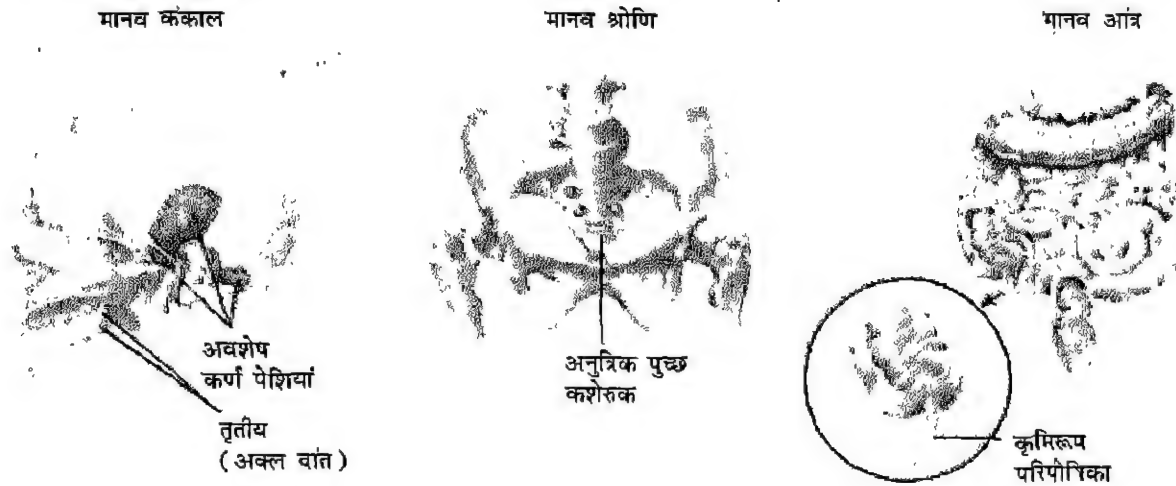 मानव कंकाल
मानव श्रोणि
मानव आंत्र
अवशेष
कर्ण पेशियां
तृतीय
(अक्ल दांत)
अनुत्रिक पुच्छ
कशेरुक
कृमिरूप
परिशेषिका